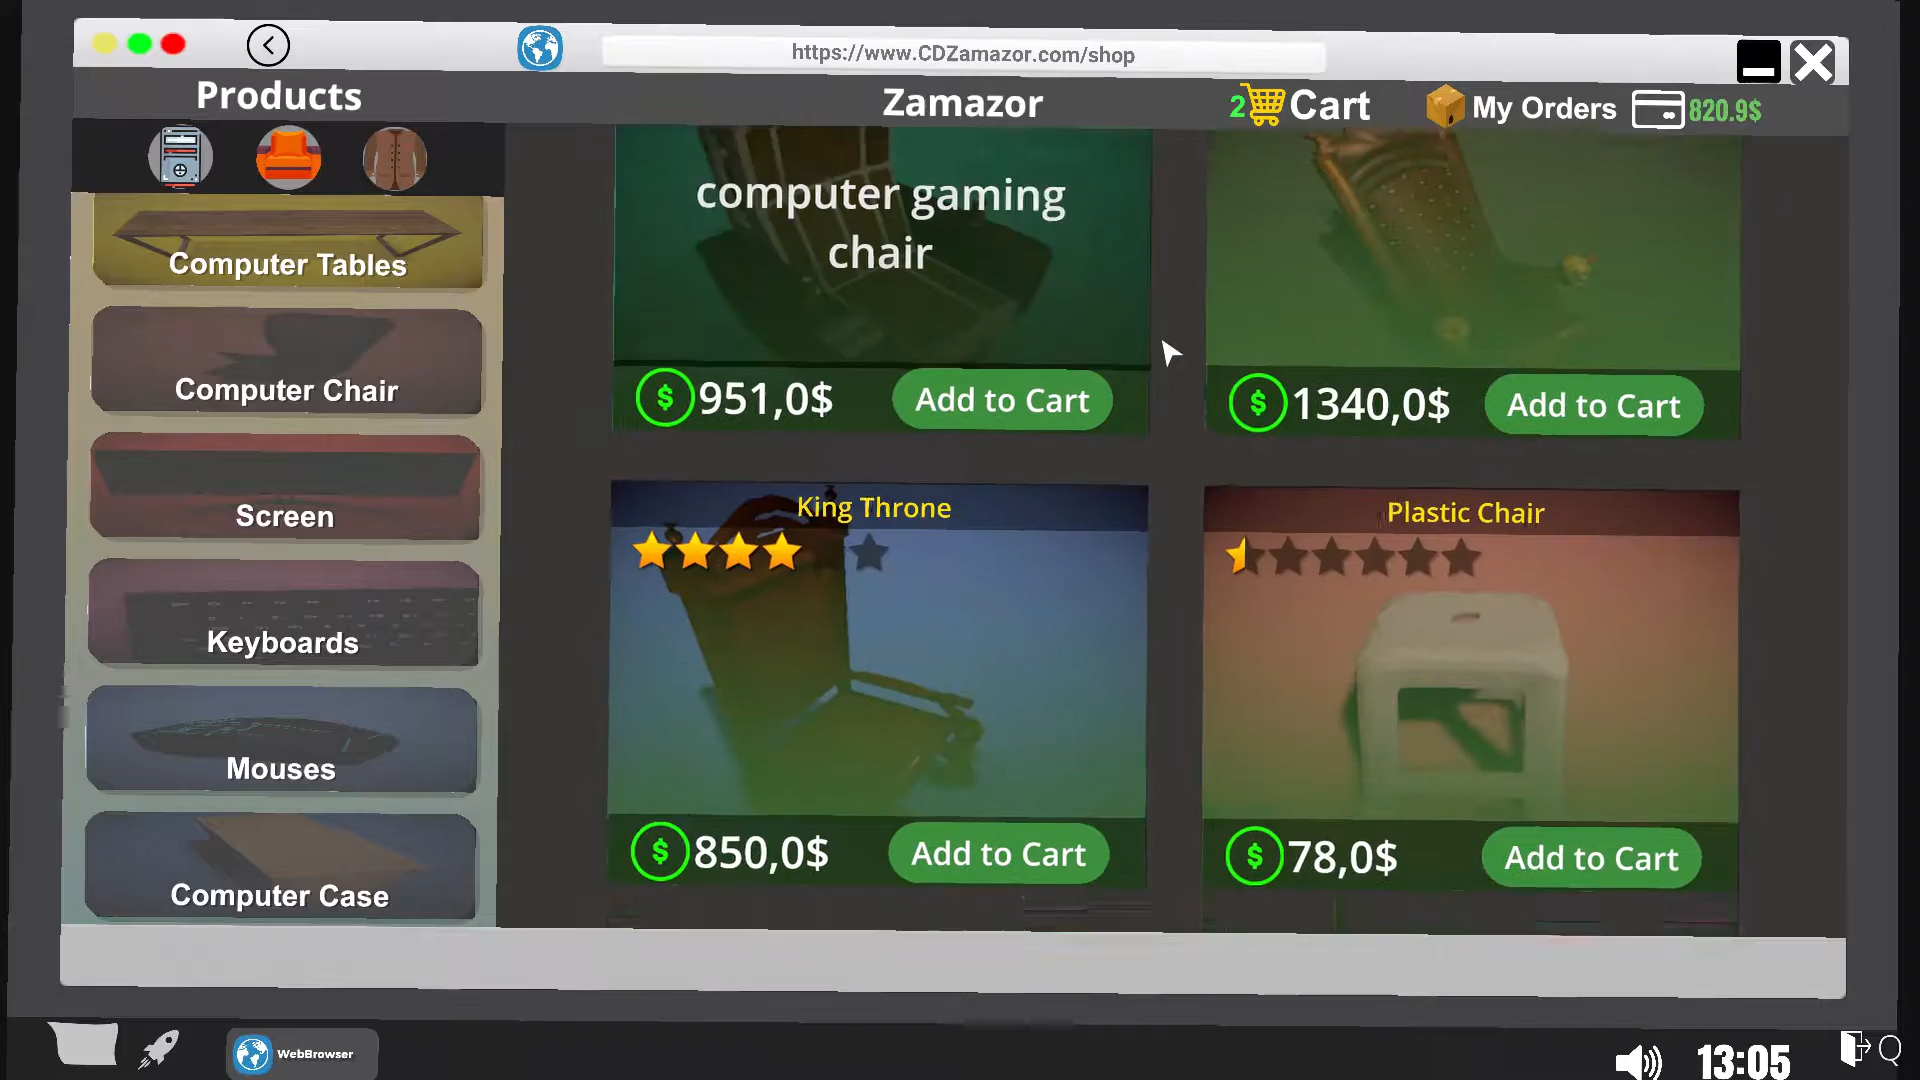 https://www.CDZamazor.com/shop
Products
Zamazor
2 Cart
My Orders
820.9$
computer gaming
chair
$ 951,0$
Add to Cart
$ 1340,0$
Add to Cart
Computer Tables
Computer Chair
Screen
Keyboards
Mouses
Computer Case
King Throne
$ 850,0$
Add to Cart
Plastic Chair
$ 78,0$
Add to Cart
WebBrowser
13:05
Q